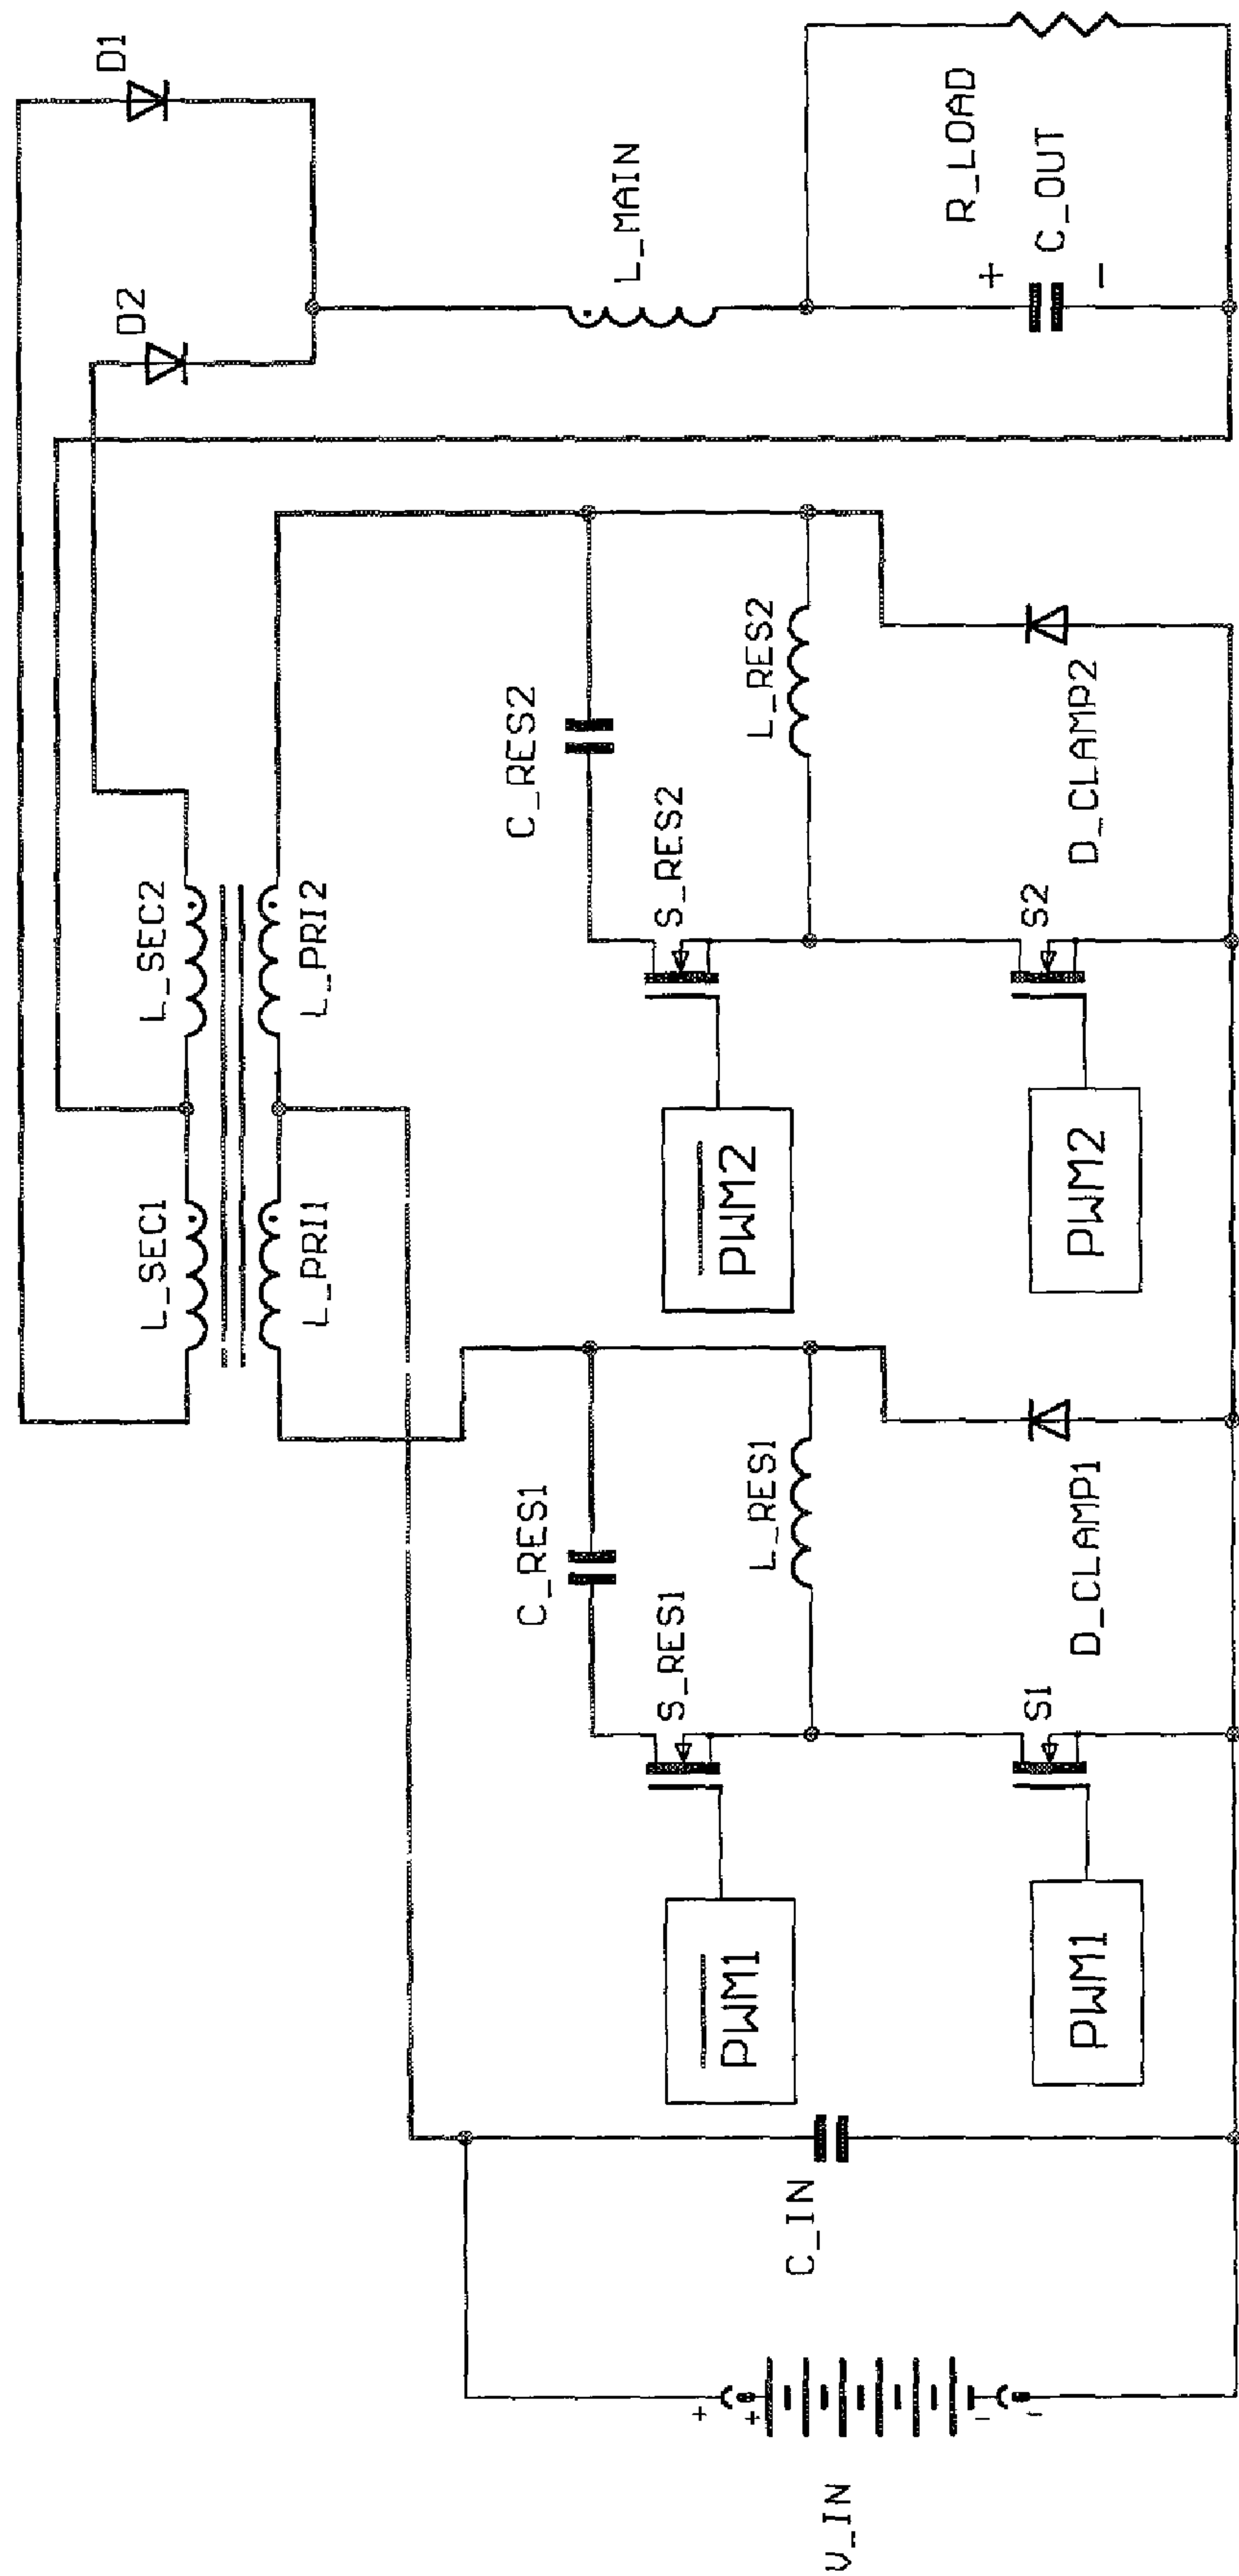 D1
D2
L_MAIN
R_LOAD
C_OUT
+
-
L_SEC1
L_SEC2
L_PRI1
L_PRI2
C_RES1
C_RES2
S_RES1
S_RES2
L_RES1
L_RES2
D_CLAMP1
D_CLAMP2
S1
S2
PWM1
PWM1
PWM2
PWM2
C_IN
V_IN
+
+
-
-